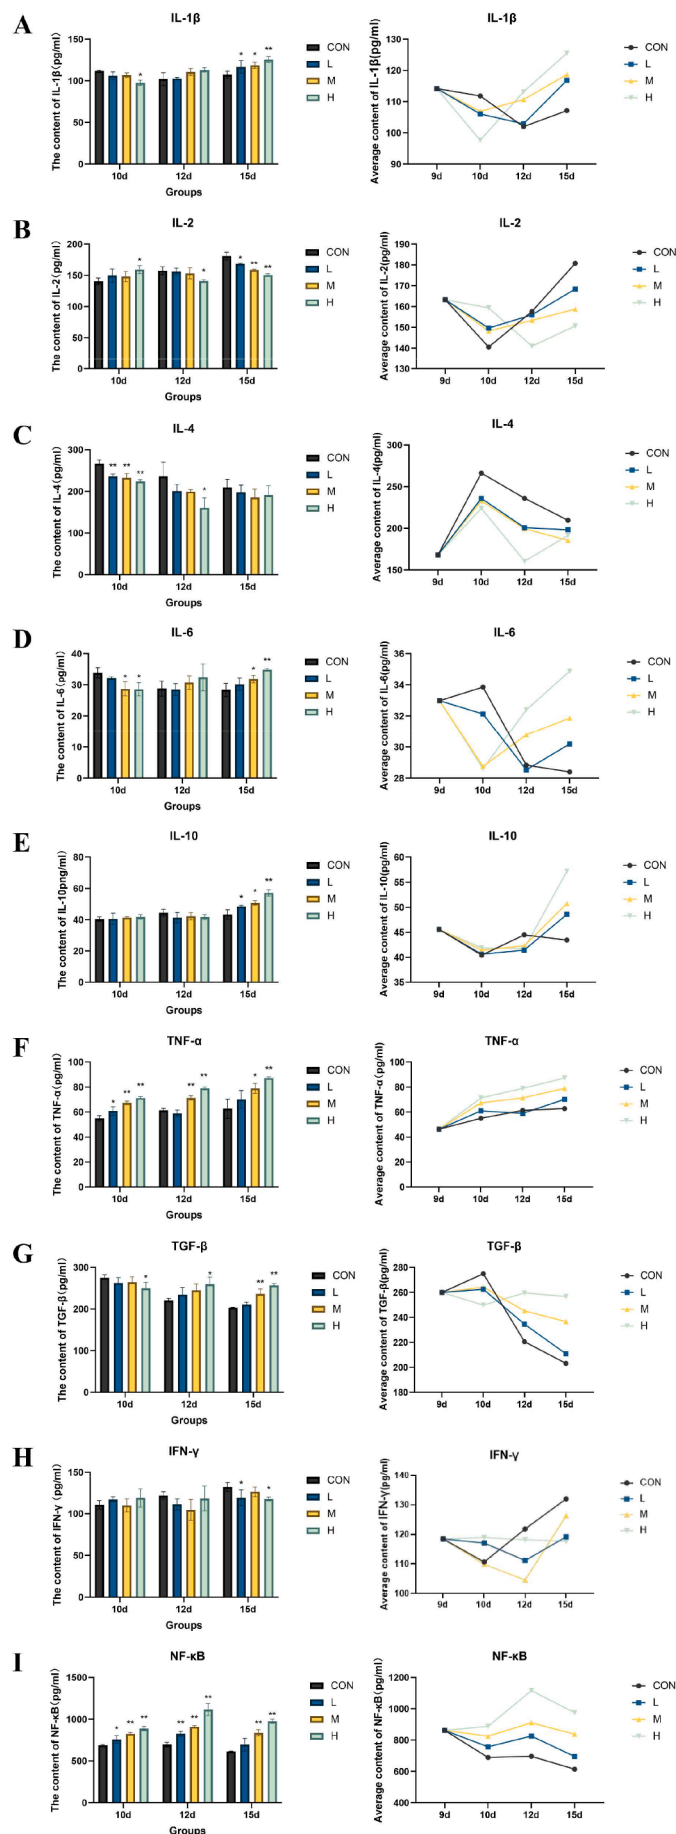 A
IL-1β
The content of IL-1β(pg/ml)
150
100
50
0
*
*
*
**
10d
12d
15d
Groups
CON
L
M
H
IL-1β
Average content of IL-1β(pg/ml)
130
120
110
100
90
9d
10d
12d
15d
CON
L
M
H
B
IL-2
The content of IL-2(pg/ml)
200
150
100
50
0
*
*
*
**
**
10d
12d
15d
Groups
CON
L
M
H
IL-2
Average content of IL-2(pg/ml)
190
180
170
160
150
140
130
9d
10d
12d
15d
CON
L
M
H
C
IL-4
The content of IL-4(pg/ml)
300
200
100
0
**
**
**
*
10d
12d
15d
Groups
CON
L
M
H
IL-4
Average content of IL-4(pg/ml)
300
250
200
150
9d
10d
12d
15d
CON
L
M
H
D
IL-6
The content of IL-6(pg/ml)
40
30
20
10
0
*
*
*
**
10d
12d
15d
Groups
CON
L
M
H
IL-6
Average content of IL-6(pg/ml)
36
34
32
30
28
9d
10d
12d
15d
CON
L
M
H
E
IL-10
The content of IL-10png/ml)
80
60
40
20
0
*
*
**
10d
12d
15d
Groups
CON
L
M
H
IL-10
Average content of IL-10(pg/ml)
60
55
50
45
40
35
9d
10d
12d
15d
CON
L
M
H
F
TNF-α
The content of TNF-α(pg/ml)
100
80
60
40
20
0
*
**
**
**
**
*
**
10d
12d
15d
Groups
CON
L
M
H
TNF-α
Average content of TNF-α(pg/ml)
100
80
60
40
20
0
9d
10d
12d
15d
CON
L
M
H
G
TGF-β
The content of TGF-β(pg/ml)
300
200
100
0
*
*
**
**
10d
12d
15d
Groups
CON
L
M
H
TGF-β
Average content of TGF-β(pg/ml)
280
260
240
220
200
180
9d
10d
12d
15d
CON
L
M
H
H
IFN-γ
The content of IFN-γ (pg/ml)
150
100
50
0
*
*
10d
12d
15d
Groups
CON
L
M
H
IFN-γ
Average content of IFN-γ(pg/ml)
140
130
120
110
100
9d
10d
12d
15d
CON
L
M
H
I
NF-κB
The content of NF-κB(pg/ml)
1500
1000
500
0
*
**
**
**
**
**
**
**
10d
12d
15d
Groups
CON
L
M
H
NF-κB
Average content of NF-κB(pg/ml)
1200
1000
800
600
400
9d
10d
12d
15d
CON
L
M
H